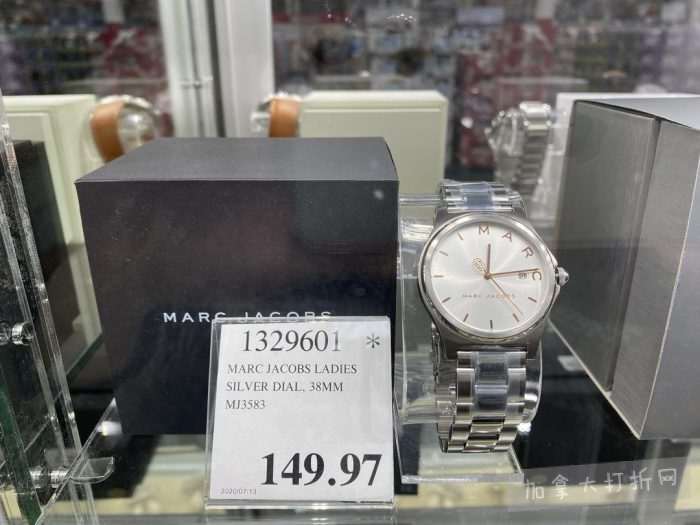 MARC JACOBS
1329601 *
MARC JACOBS LADIES
SILVER DIAL, 38MM
MJ3583
149.97
2020/07/13
MARC
MARC JACOBS
加拿大打折网